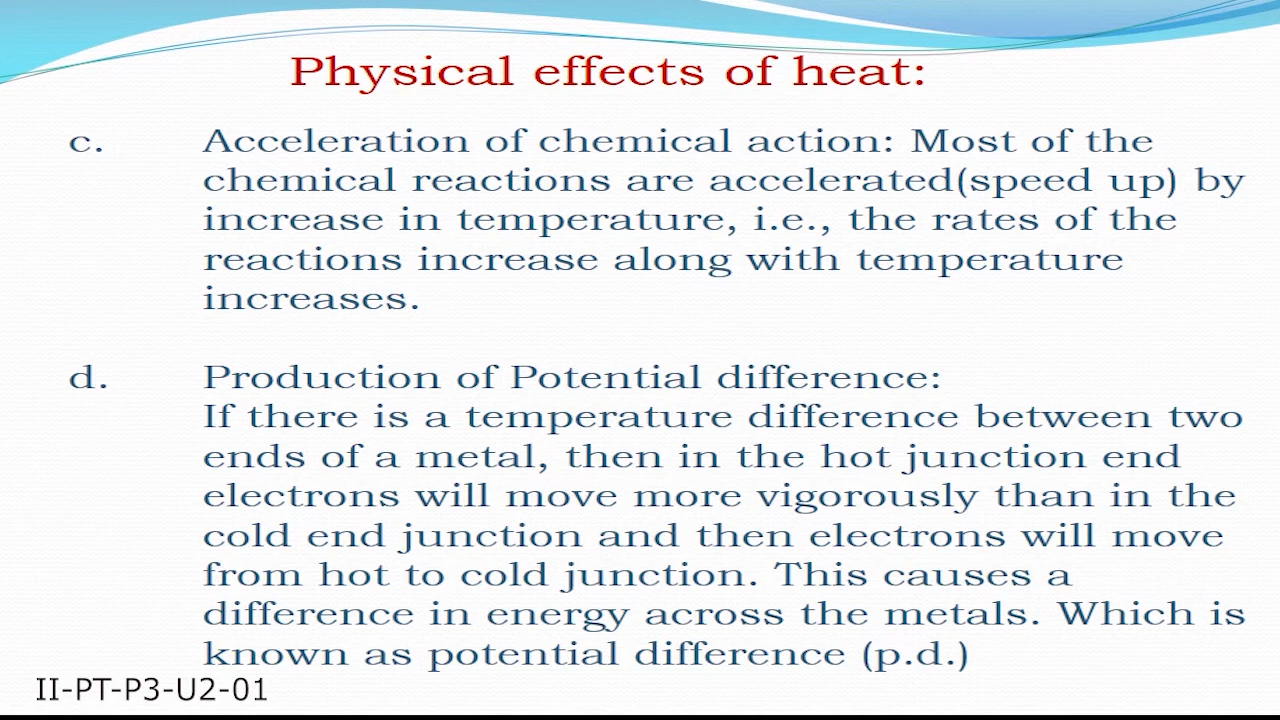 Physical effects of heat:
c. Acceleration of chemical action: Most of the
chemical reactions are accelerated(speed up) by
increase in temperature, i.e., the rates of the
reactions increase along with temperature
increases.
d. Production of Potential difference:
If there is a temperature difference between two
ends of a metal, then in the hot junction end
electrons will move more vigorously than in the
cold end junction and then electrons will move
from hot to cold junction. This causes a
difference in energy across the metals. Which is
known as potential difference (p.d.)
II-PT-P3-U2-01